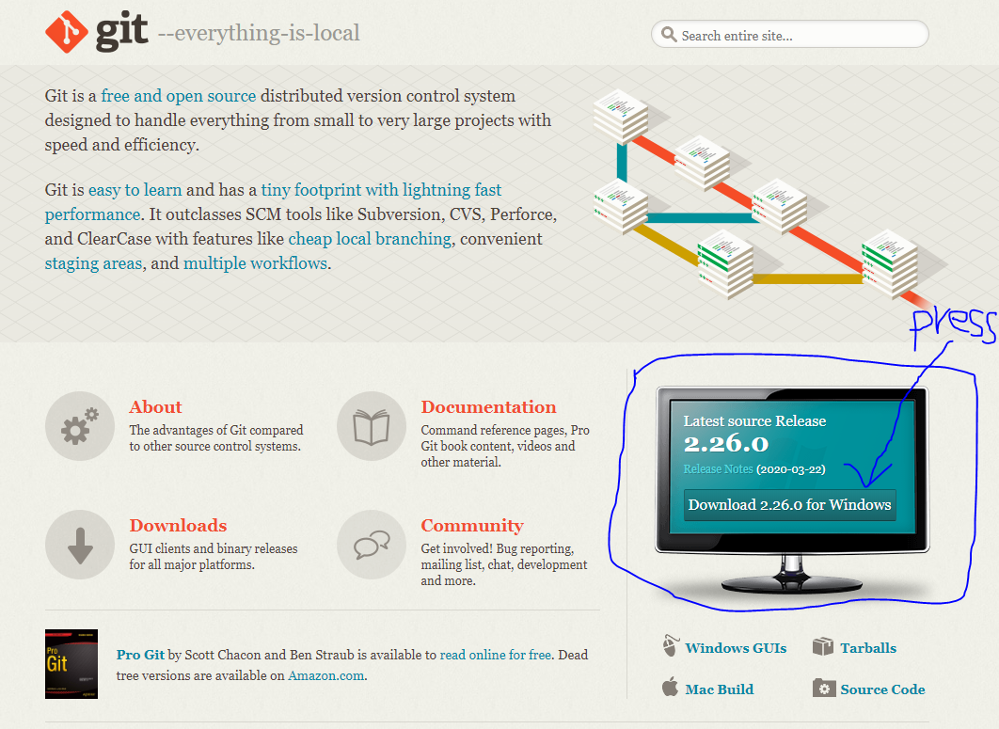 git --everything-is-local
Search entire site...
Git is a free and open source distributed version control system
designed to handle everything from small to very large projects with
speed and efficiency.
Git is easy to learn and has a tiny footprint with lightning fast
performance. It outclasses SCM tools like Subversion, CVS, Perforce,
and ClearCase with features like cheap local branching, convenient
staging areas, and multiple workflows.
press
About
The advantages of Git compared
to other source control systems.
Documentation
Command reference pages, Pro
Git book content, videos and
other material.
Downloads
GUI clients and binary releases
for all major platforms.
Community
Get involved! Bug reporting,
mailing list, chat, development
and more.
Latest source Release
2.26.0
Release Notes (2020-03-22)
Download 2.26.0 for Windows
Pro
Git
Pro Git by Scott Chacon and Ben Straub is available to read online for free. Dead
tree versions are available on Amazon.com.
Windows GUIs
Tarballs
Mac Build
Source Code